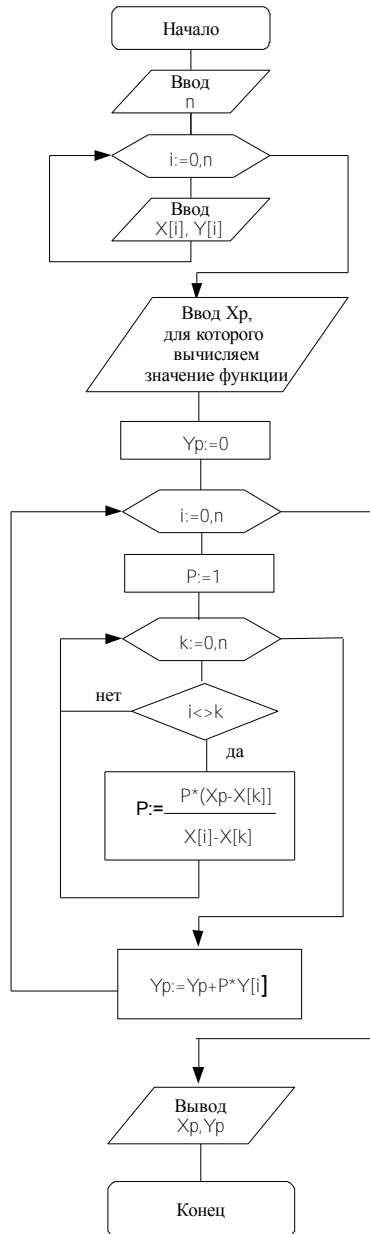 Начало
Ввод
n
i:=0,n
Ввод
X[i], Y[i]
Ввод Xp,
для которого
вычисляем
значение функции
Yp:=0
i:=0,n
P:=1
k:=0,n
нет
i<>k
да
P:=
P*(Xp-X[k]]
X[i]-X[k]
Yp:=Yp+P*Y[i]
Вывод
Xp,Yp
Конец